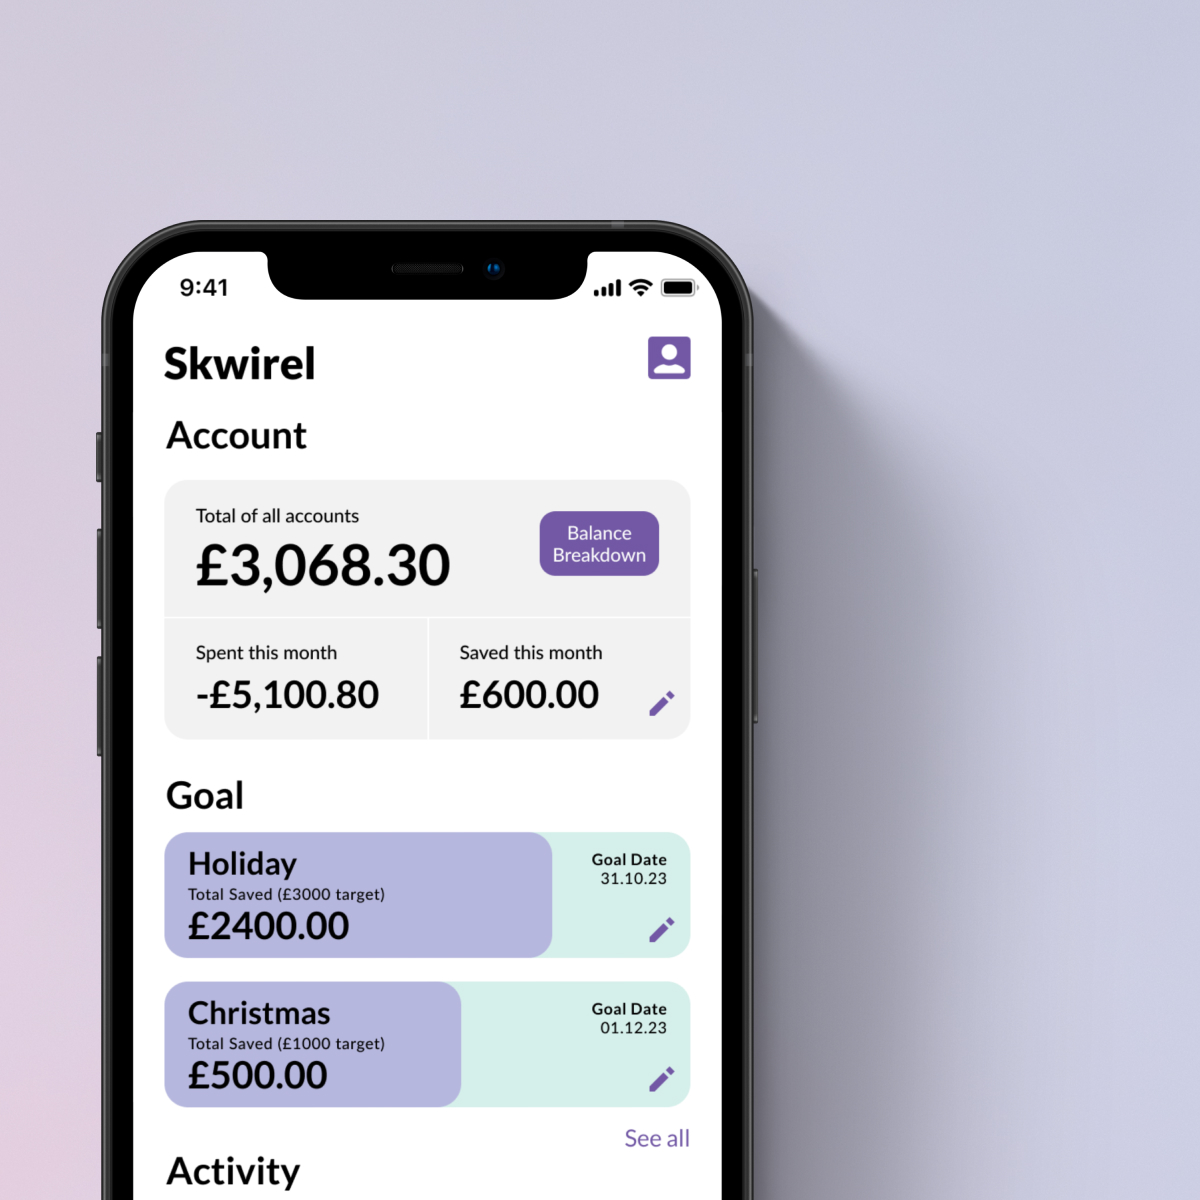 9:41
Skwirel
Account
Total of all accounts
£3,068.30
Balance
Breakdown
Spent this month
-£5,100.80
Saved this month
£600.00
Goal
Holiday
Total Saved (£3000 target)
£2400.00
Goal Date
31.10.23
Christmas
Total Saved (£1000 target)
£500.00
Goal Date
01.12.23
See all
Activity